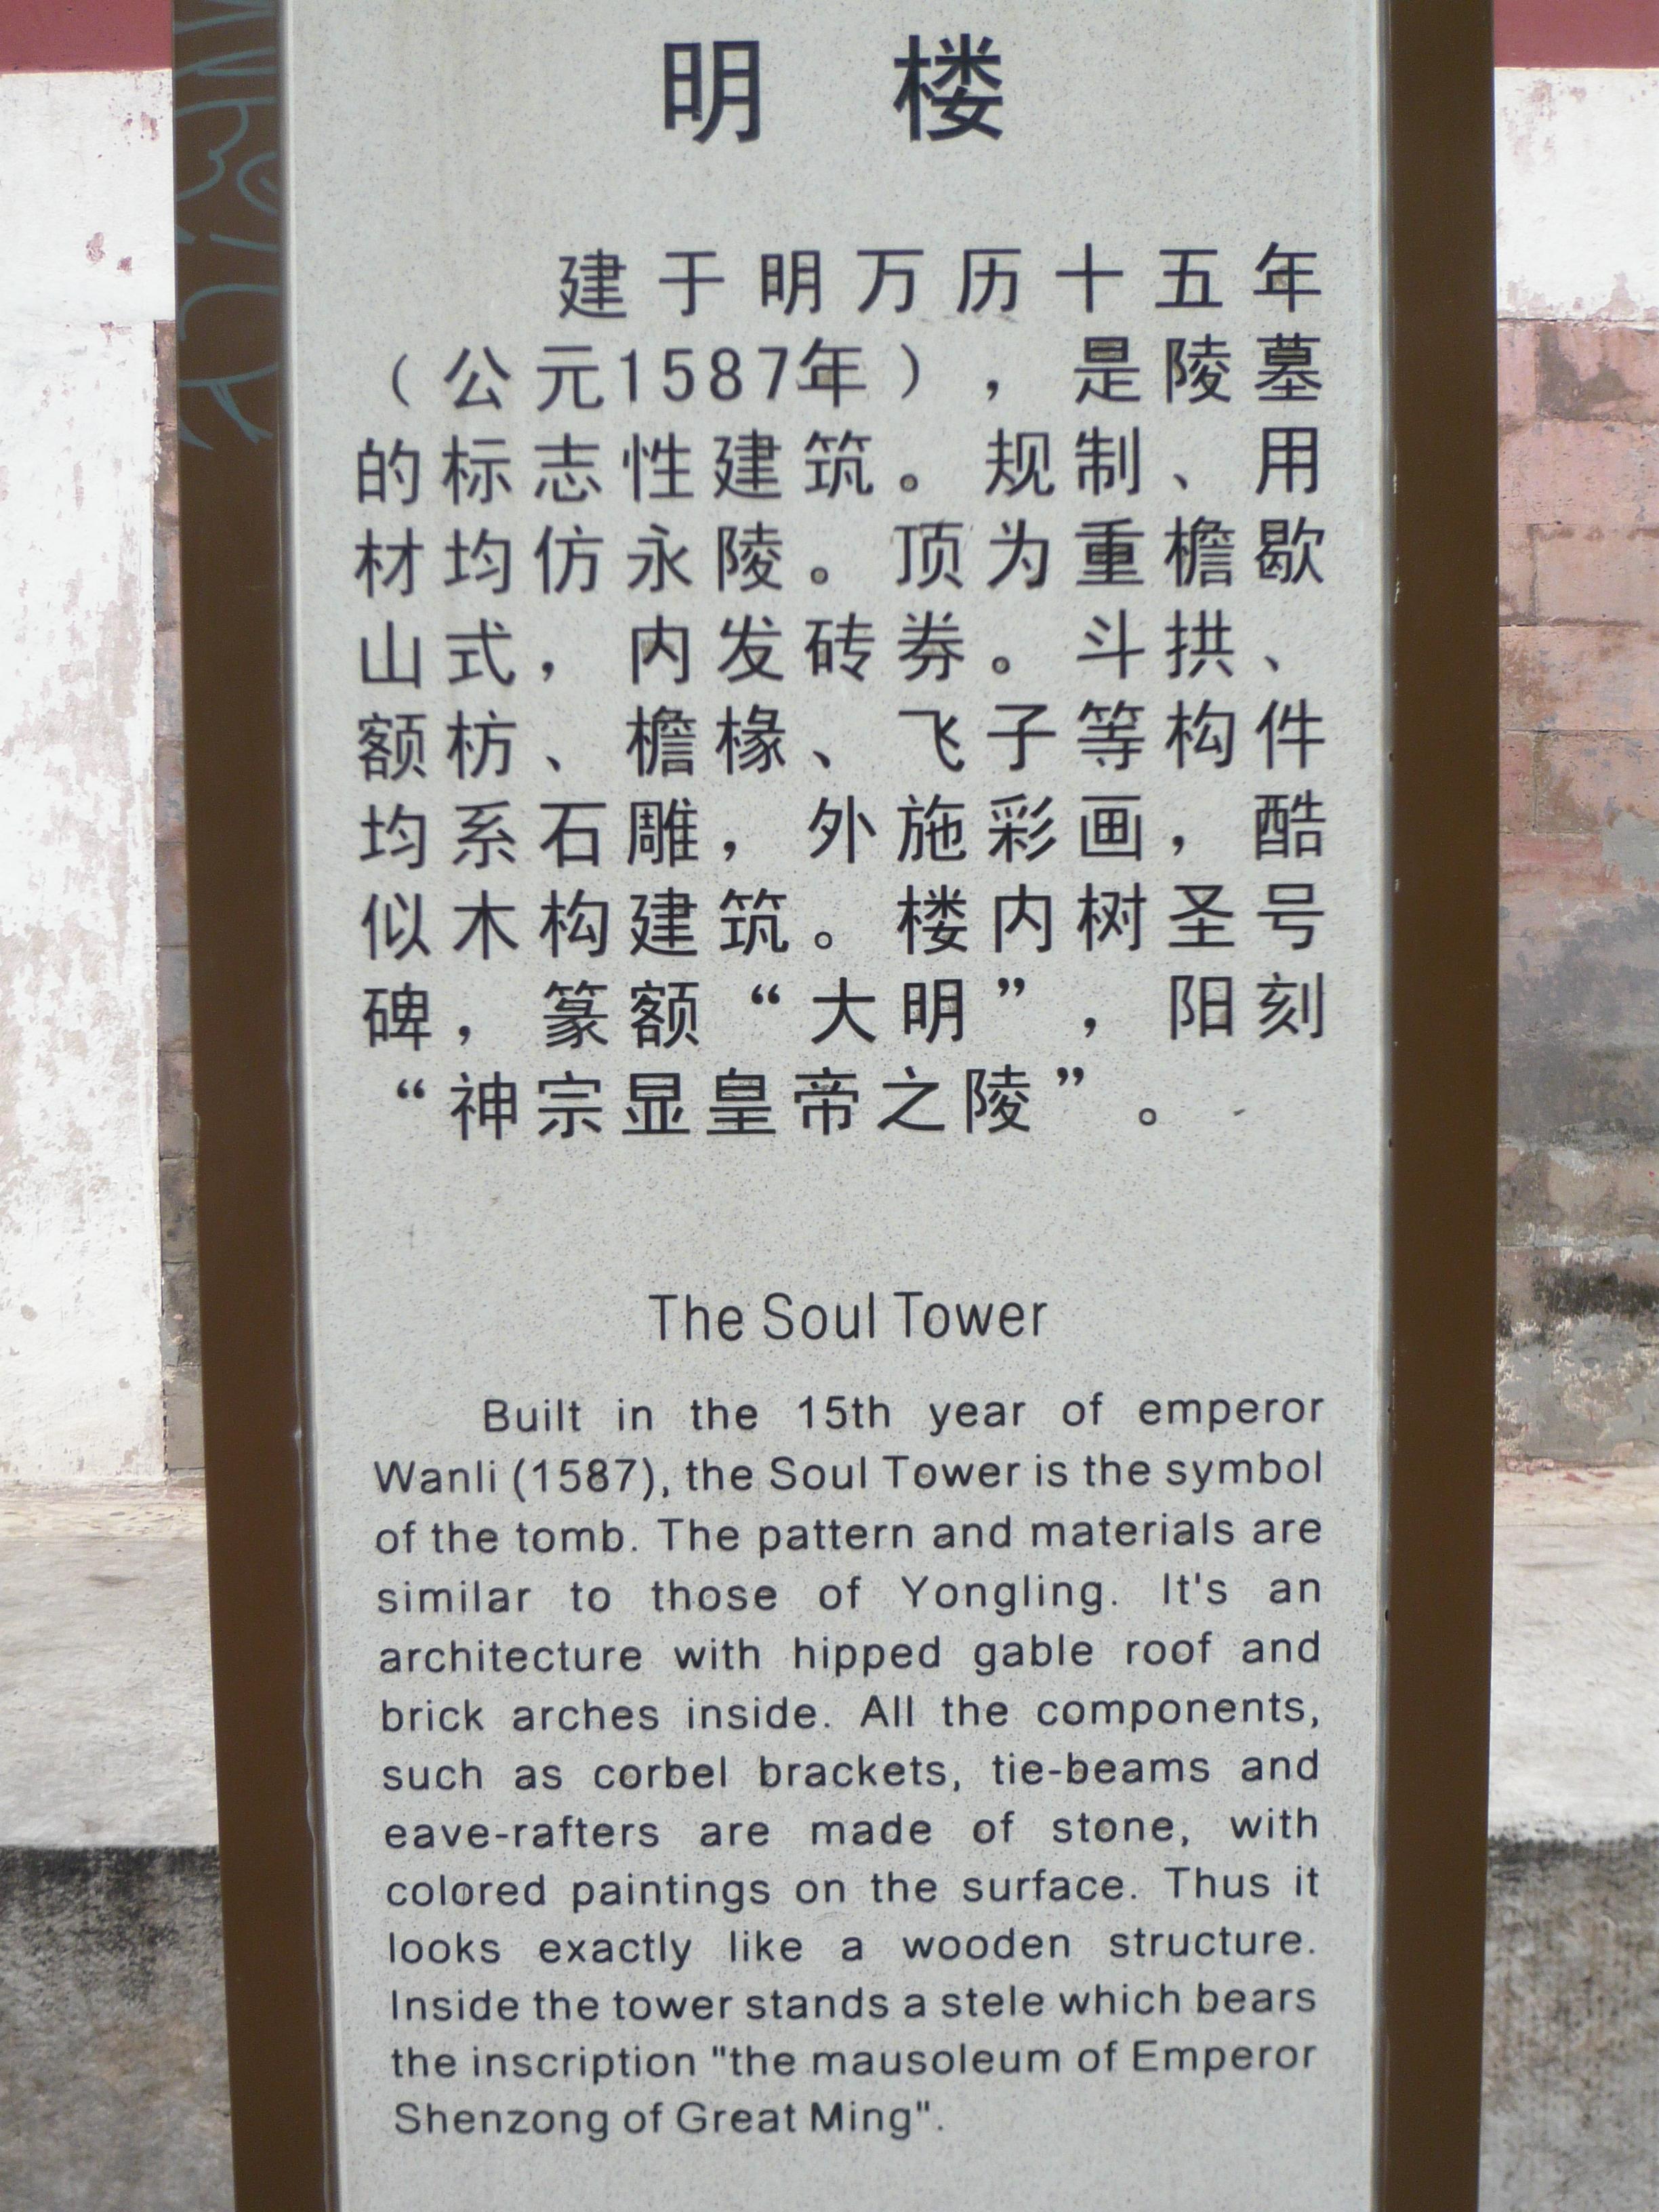 明 楼
建于明万历十五年
（公元1587年），是陵墓
的标志性建筑。规制、用
材均仿永陵。顶为重檐歇
山式，内发砖券。斗拱、
额枋、檐椽、飞子等构件
均系石雕，外施彩画，酷
似木构建筑。楼内树圣号
碑，篆额“大明”，阳刻
“神宗显皇帝之陵”。
The Soul Tower
Built in the 15th year of emperor
Wanli (1587), the Soul Tower is the symbol
of the tomb. The pattern and materials are
similar to those of Yongling. It's an
architecture with hipped gable roof and
brick arches inside. All the components,
such as corbel brackets, tie-beams and
eave-rafters are made of stone, with
colored paintings on the surface. Thus it
looks exactly like a wooden structure.
Inside the tower stands a stele which bears
the inscription "the mausoleum of Emperor
Shenzong of Great Ming".